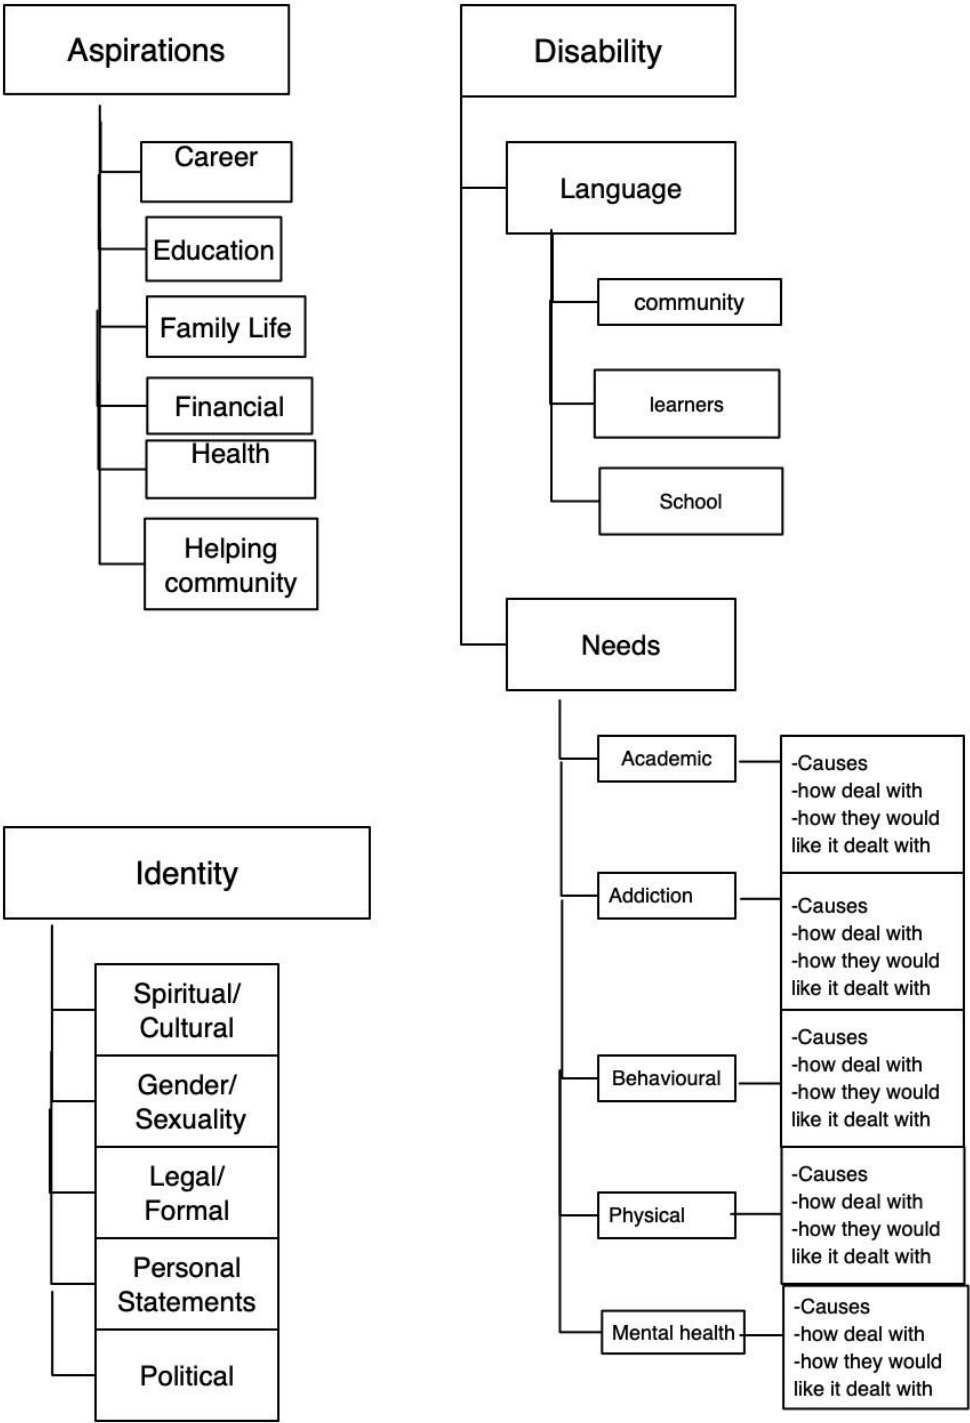 Aspirations
Career
Education
Family Life
Financial
Health
Helping
community
Disability
Language
community
learners
School
Needs
Academic
-Causes
-how deal with
-how they would
like it dealt with
Addiction
-Causes
-how deal with
-how they would
like it dealt with
Behavioural
-Causes
-how deal with
-how they would
like it dealt with
Physical
-Causes
-how deal with
-how they would
like it dealt with
Mental health
-Causes
-how deal with
-how they would
like it dealt with
Identity
Spiritual/
Cultural
Gender/
Sexuality
Legal/
Formal
Personal
Statements
Political